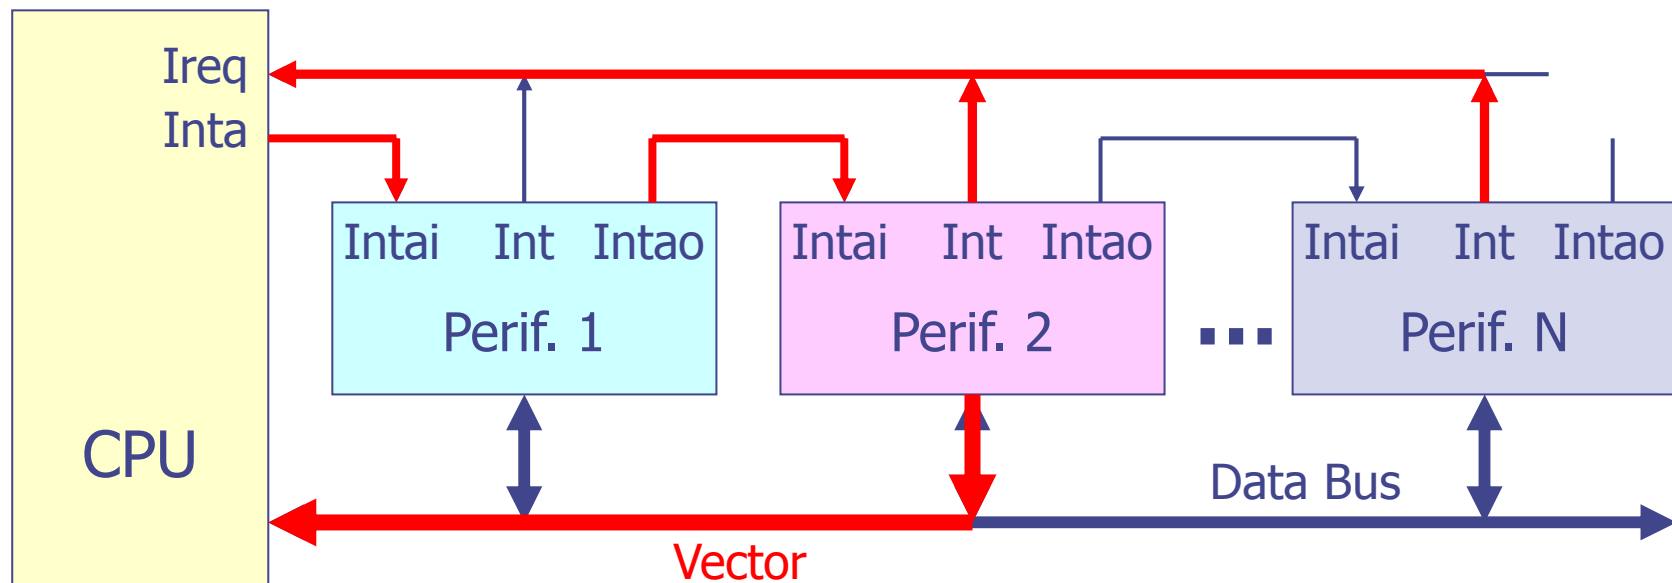 Ireq
Inta
Intai Int Intao
Intai Int Intao
Intai Int Intao
Perif. 1
Perif. 2
...
Perif. N
CPU
Data Bus
Vector